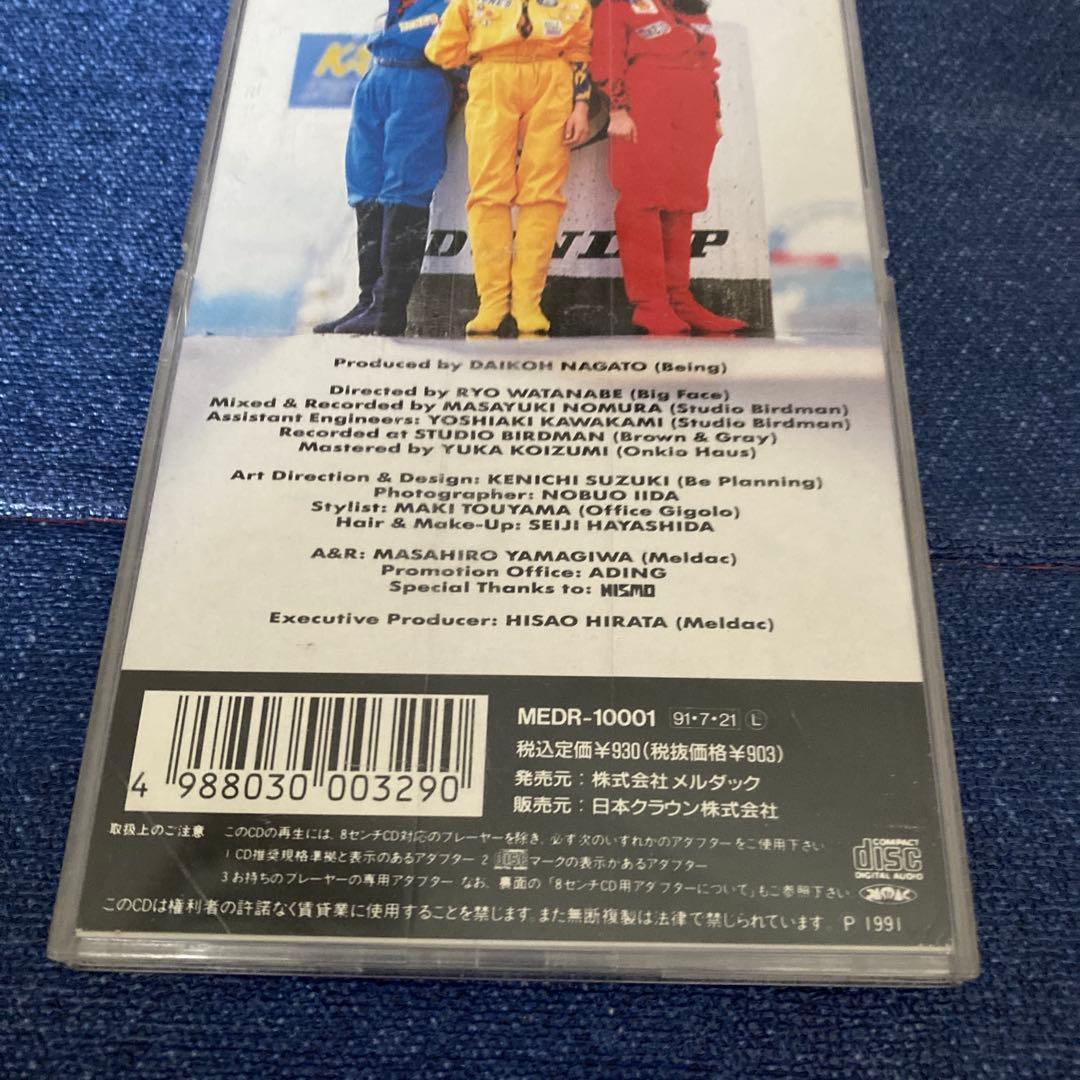 KA
DUNLOP
Produced by DAIKOH NAGATO (Being)
Directed by RYO WATANABE (Big Face)
Mixed & Recorded by MASAYUKI NOMURA (Studio Birdman)
Assistant Engineers: YOSHIAKI KAWAKAMI (Studio Birdman)
Recorded at STUDIO BIRDMAN (Brown & Gray)
Mastered by YUKA KOIZUMI (Onkio Haus)
Art Direction & Design: KENICHI SUZUKI (Be Planning)
Photographer: NOBUO IIDA
Stylist: MAKI TOUYAMA (Office Gigolo)
Hair & Make-Up: SEIJI HAYASHIDA
A&R: MASAHIRO YAMAGIWA (Meldac)
Promotion Office: ADING
Special Thanks to: NISMO
Executive Producer: HISAO HIRATA (Meldac)
MEDR-10001 91・7・21 L
税込定価¥930(税抜価格¥903)
発売元:株式会社メルダック
販売元:日本クラウン株式会社
4 988030 003290
取扱上のご注意 このCDの再生には、8センチCD対応のプレーヤーを除き、必ず次のいずれかのアダプターをご使用下さい
1 CD推奨規格準拠と表示のあるアダプター 2 disc マークの表示があるアダプター
3 お持ちのプレーヤーの専用アダプター なお、裏面の「8センチCD用アダプターについて」もご参照下さい
COMPACT
disc
DIGITAL AUDIO
このCDは権利者の許諾なく賃貸業に使用することを禁じます。また無断複製は法律で禁じられています。 P 1991